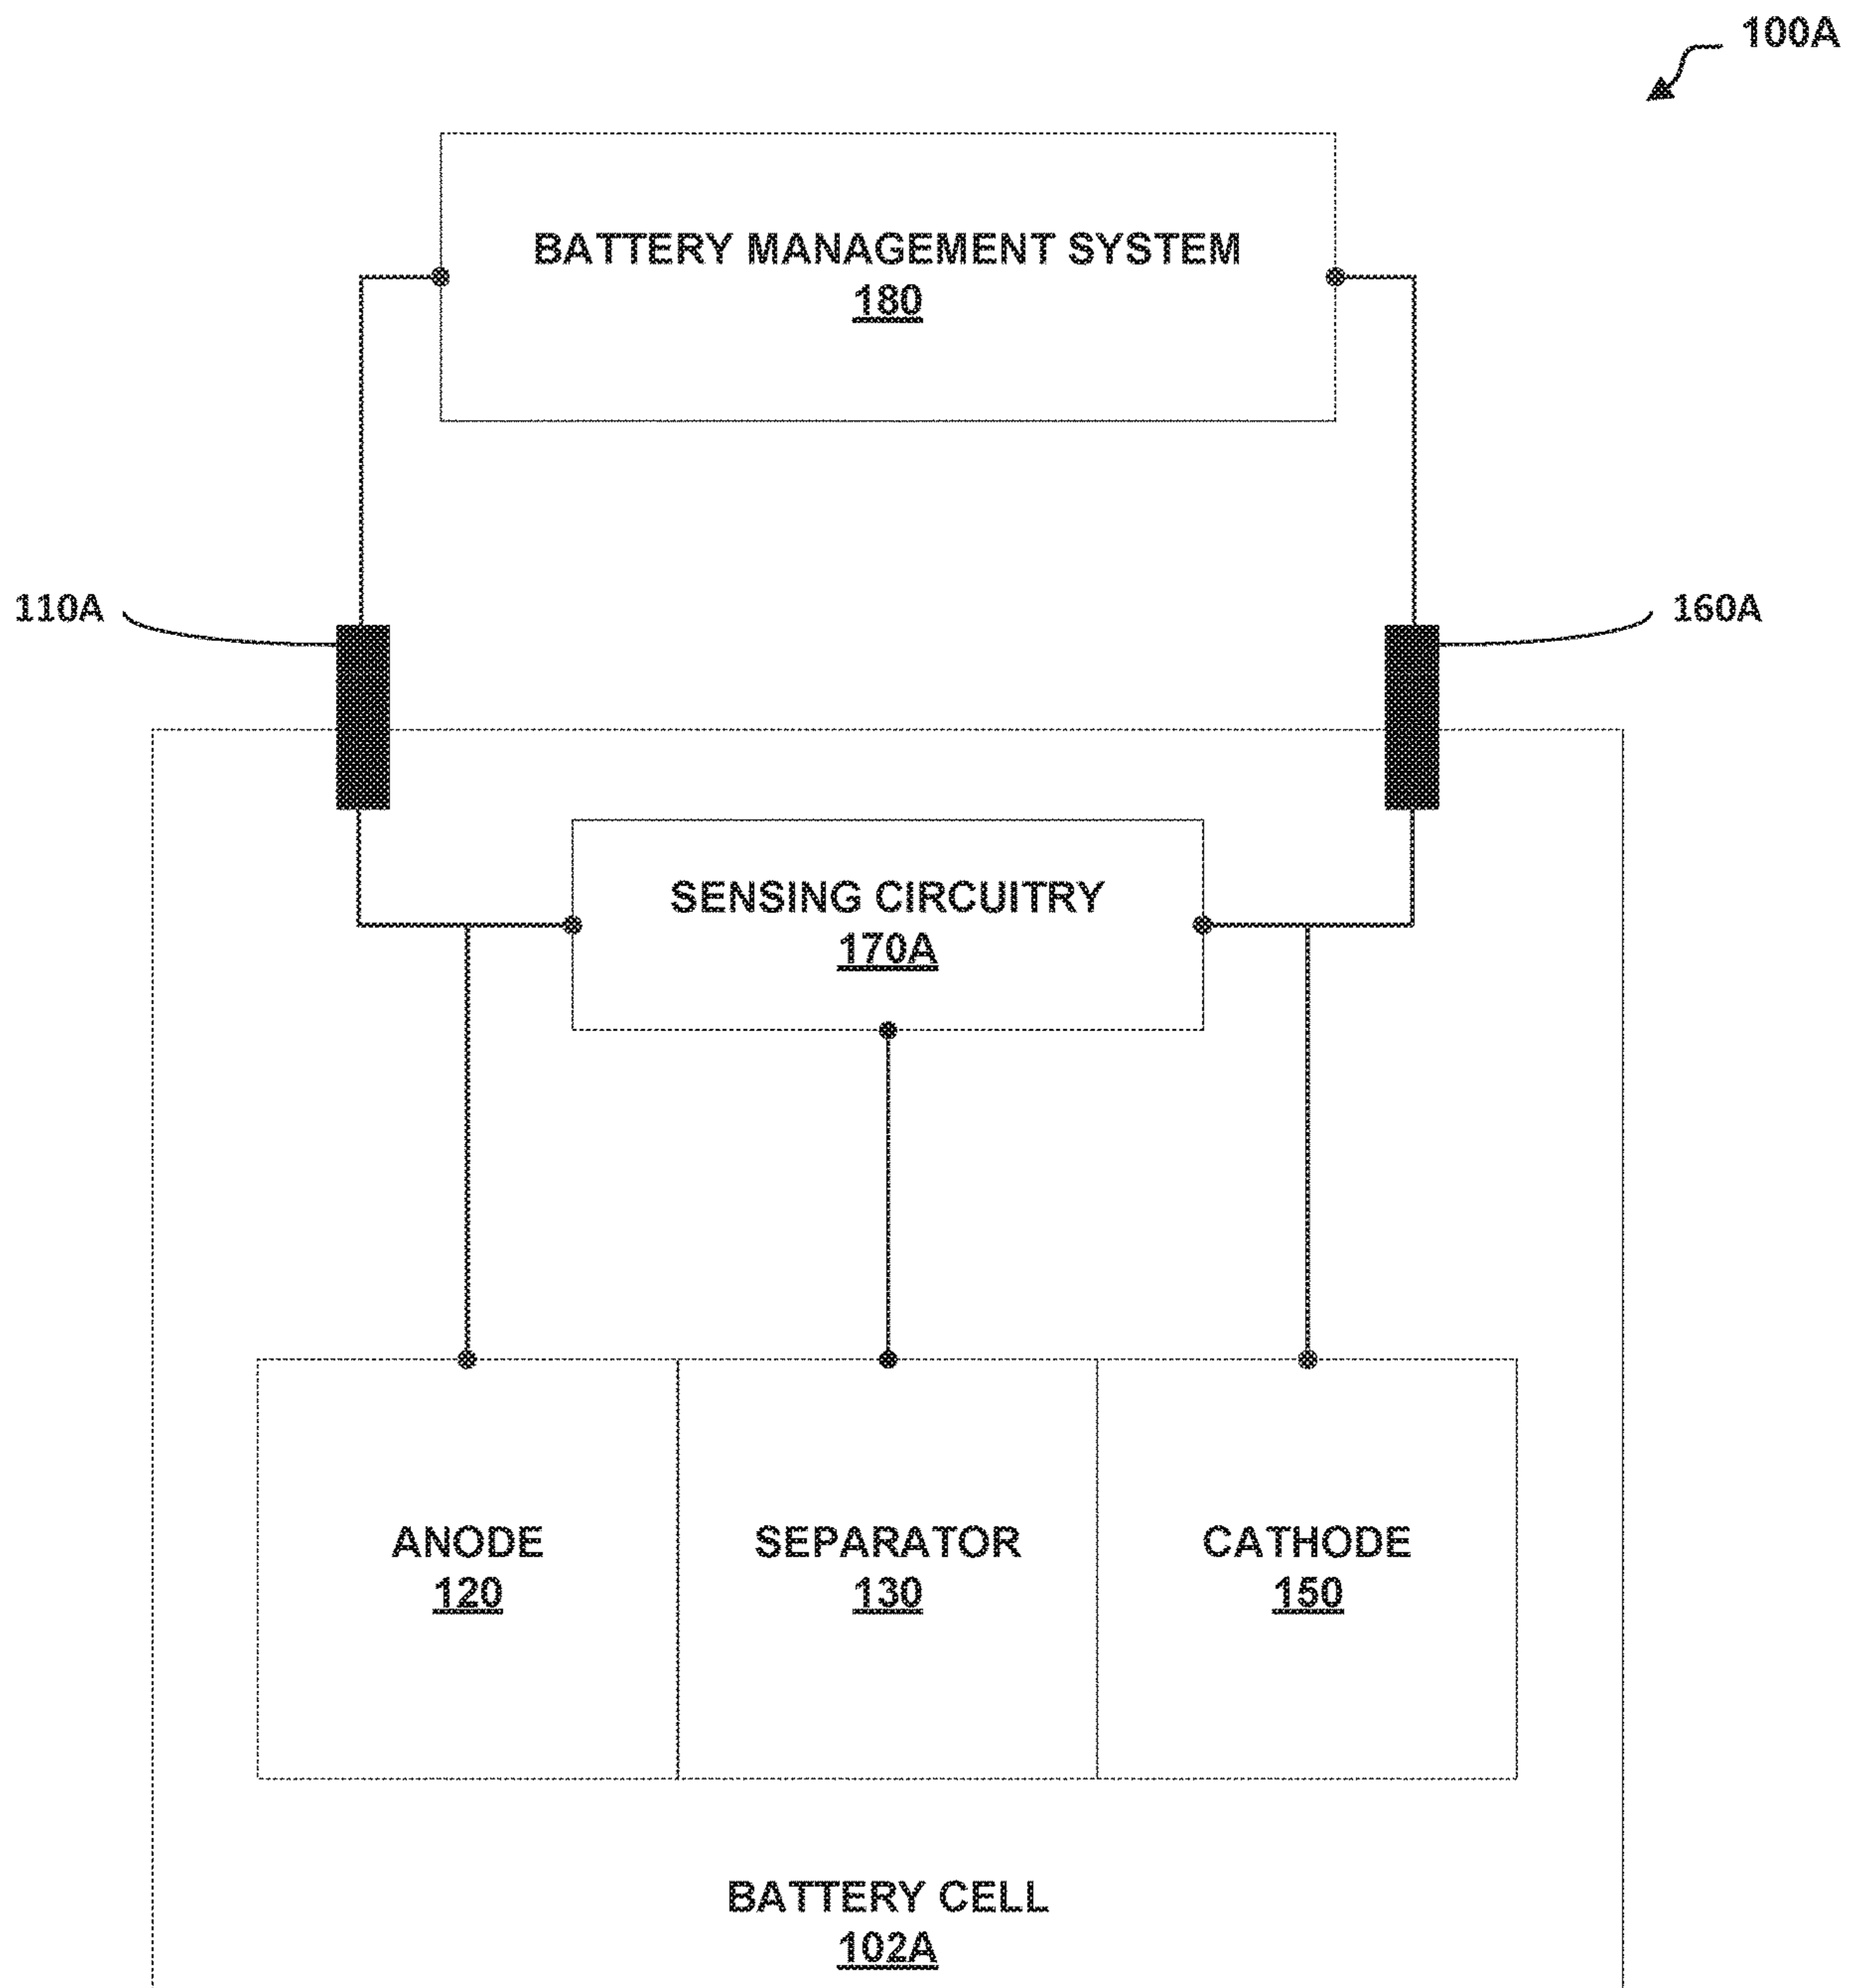 100A
BATTERY MANAGEMENT SYSTEM
180
110A
160A
SENSING CIRCUITRY
170A
ANODE
120
SEPARATOR
130
CATHODE
150
BATTERY CELL
102A